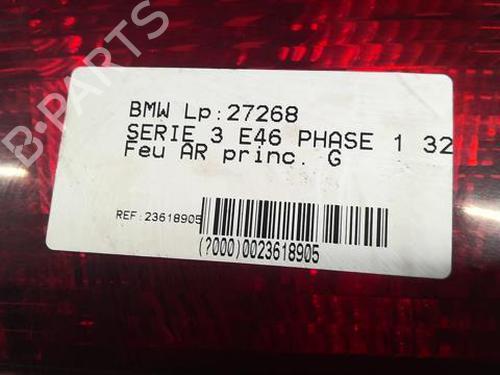 B-PARTS
BMW Lp:27268
SERIE 3 E46 PHASE 1 32
Feu AR princ. G
REF:23618905
(?000)0023618905